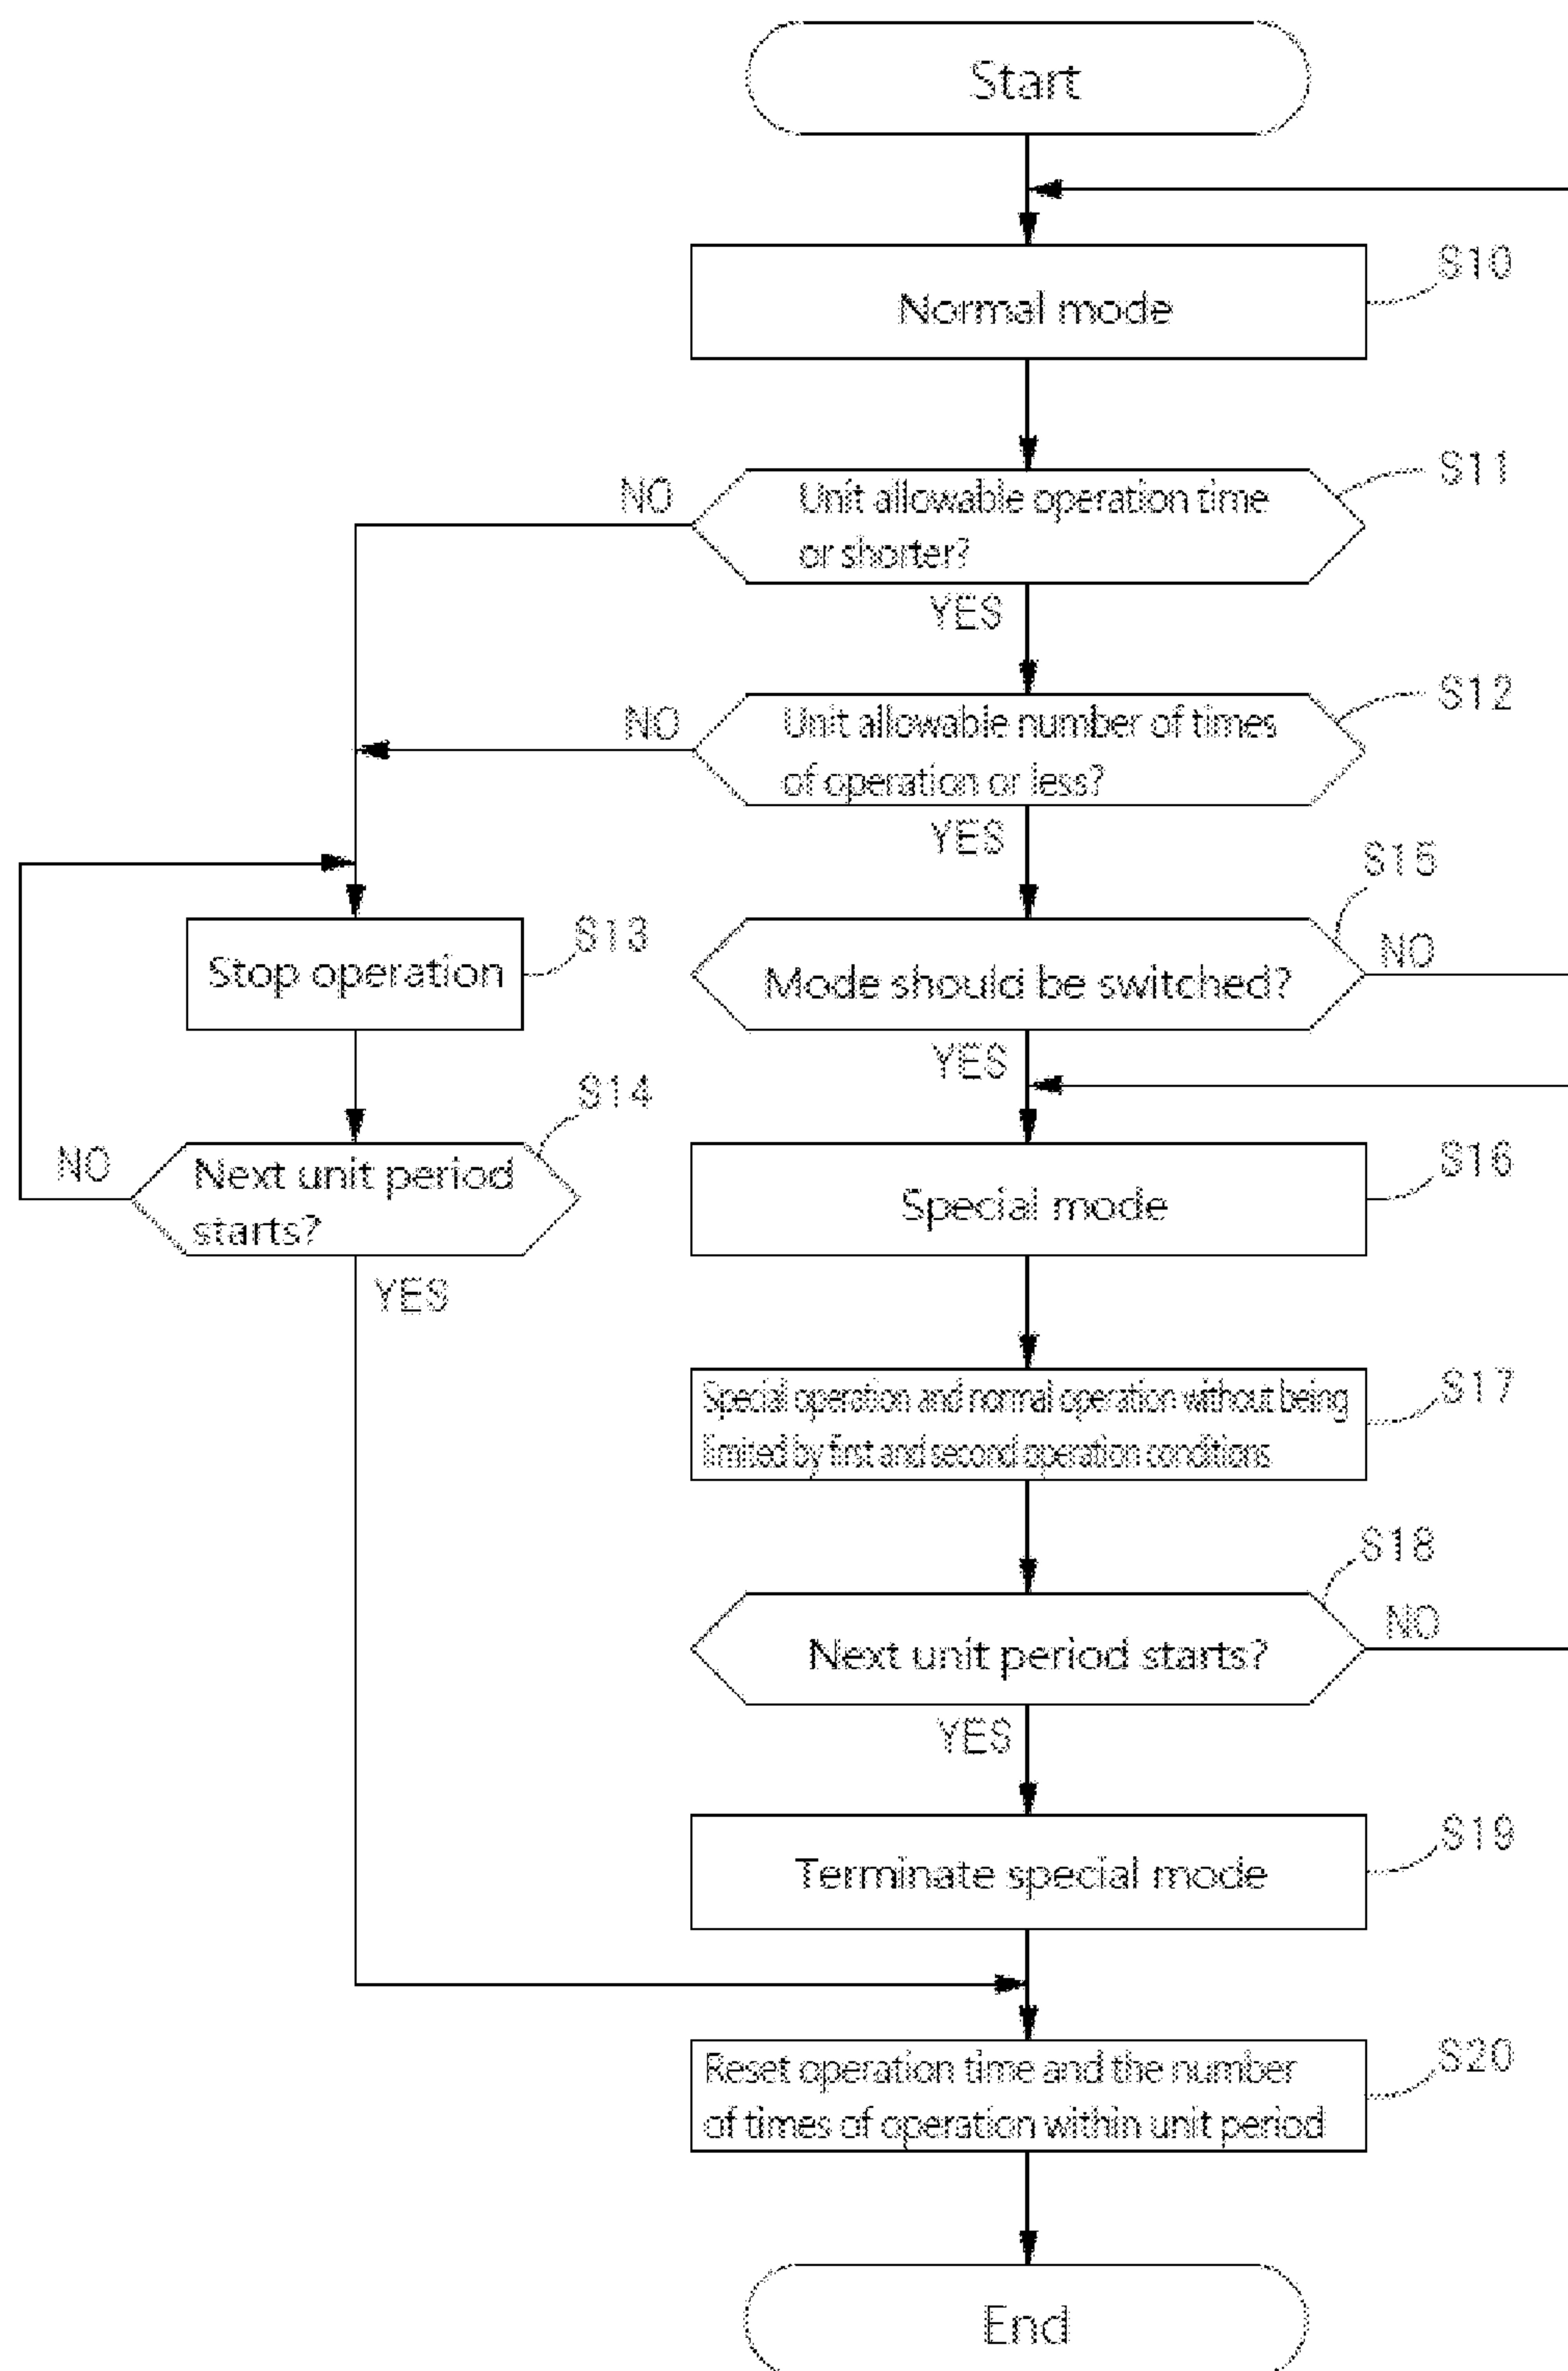 Start
Normal mode
S10
NO
Unit allowable operation time
or shorter?
S11
YES
NO
Unit allowable number of times
of operation or less?
S12
YES
S15
Stop operation
S13
Mode should be switched?
NO
YES
S14
NO
Next unit period
starts?
YES
Special mode
S16
Special operation and normal operation without being
limited by first and second operation conditions
S17
S18
Next unit period starts?
NO
YES
Terminate special mode
S19
Reset operation time and the number
of times of operation within unit period
S20
End